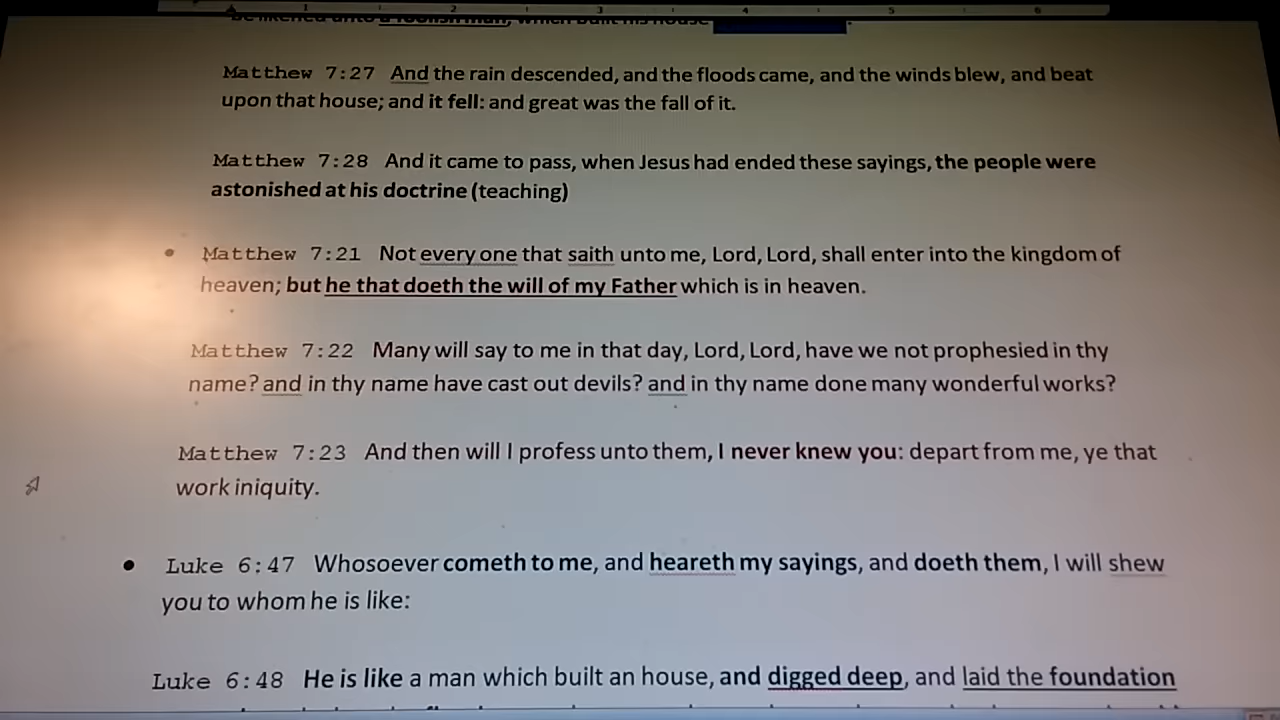 be likened unto a foolish man, which built his house
Matthew 7:27 And the rain descended, and the floods came, and the winds blew, and beat
upon that house; and it fell: and great was the fall of it.
Matthew 7:28 And it came to pass, when Jesus had ended these sayings, the people were
astonished at his doctrine (teaching)
• Matthew 7:21 Not every one that saith unto me, Lord, Lord, shall enter into the kingdom of
heaven; but he that doeth the will of my Father which is in heaven.
Matthew 7:22 Many will say to me in that day, Lord, Lord, have we not prophesied in thy
name? and in thy name have cast out devils? and in thy name done many wonderful works?
Matthew 7:23 And then will I profess unto them, I never knew you: depart from me, ye that
work iniquity.
• Luke 6:47 Whosoever cometh to me, and heareth my sayings, and doeth them, I will shew
you to whom he is like:
Luke 6:48 He is like a man which built an house, and digged deep, and laid the foundation